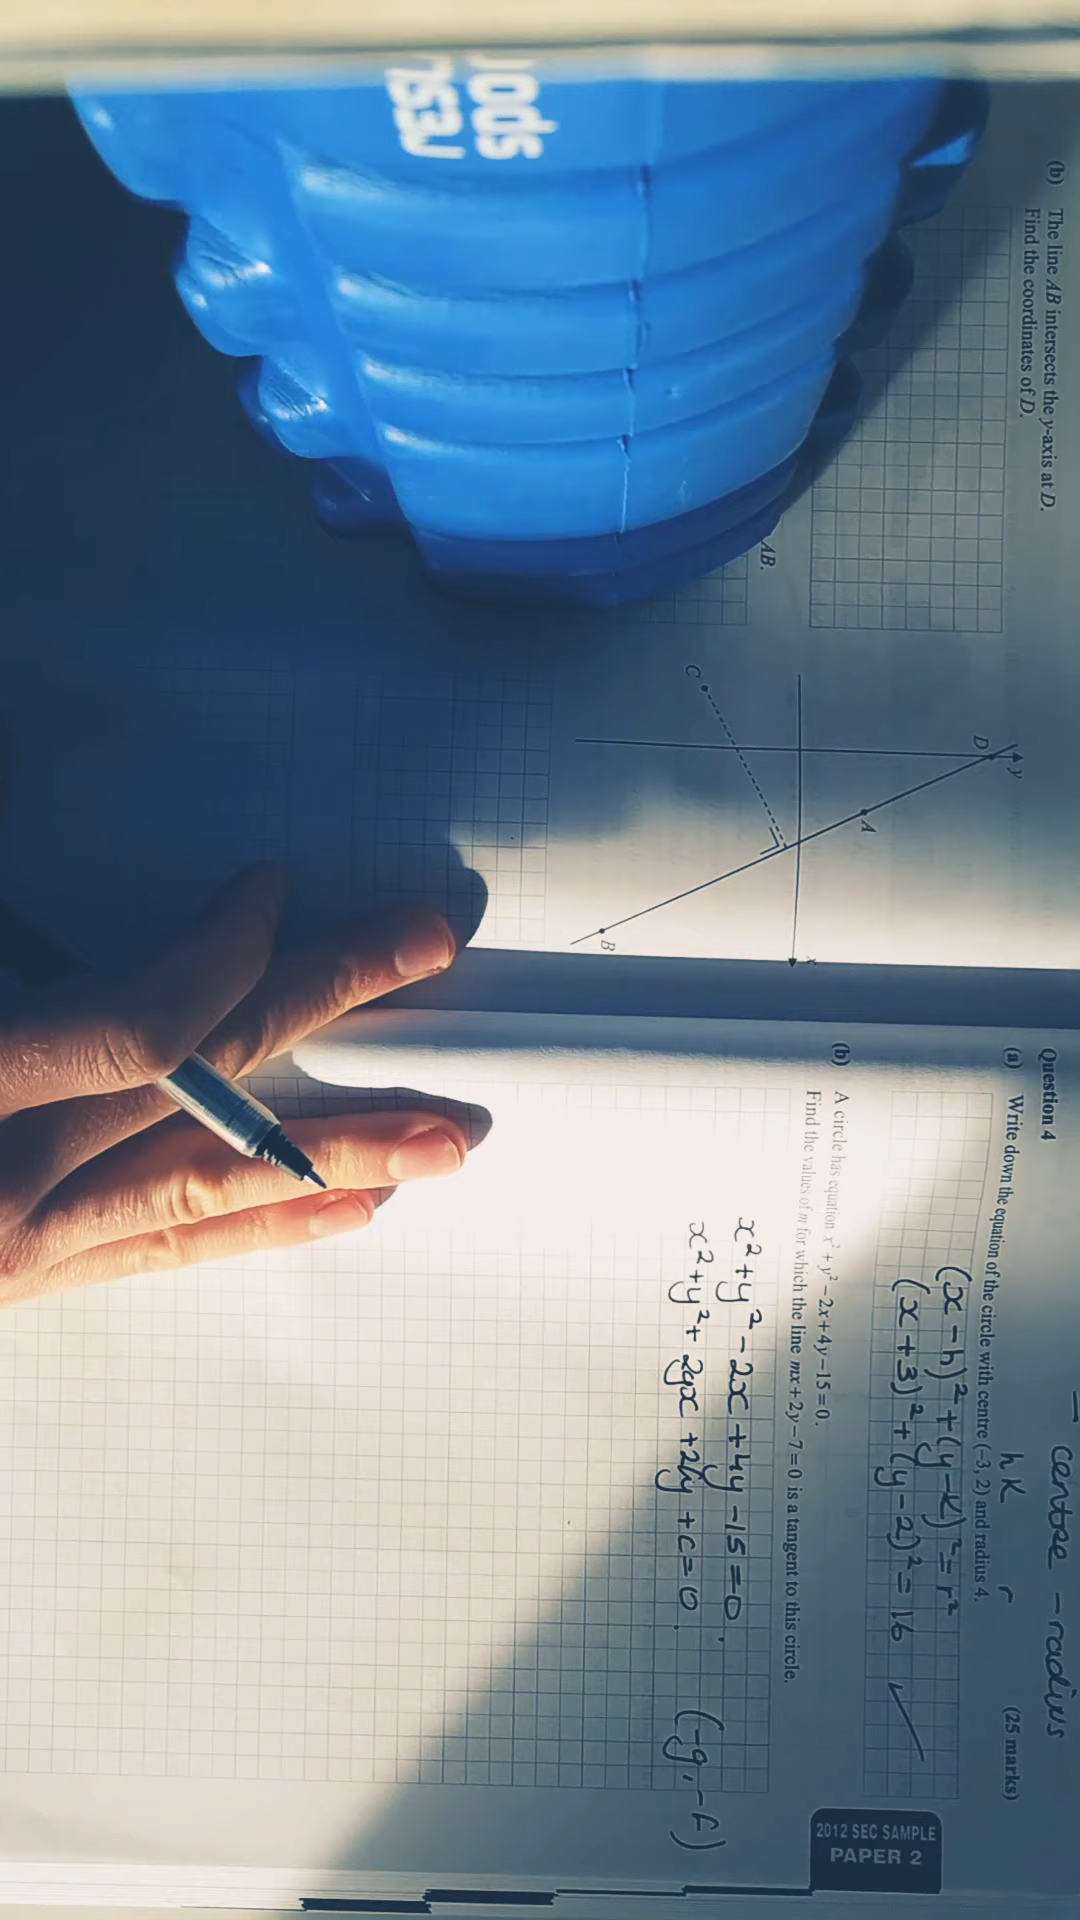 (b) The line AB intersects the y-axis at D.
Find the coordinates of D.
AB.
y
D
A
C
B
x
— centre – radius
Question 4 (25 marks)
(a) Write down the equation of the circle with centre (−3, 2) and radius 4.
h k r
(x-h)² + (y-k)² = r²
(x+3)² + (y-2)² = 16 ✓
(b) A circle has equation x² + y² − 2x + 4y − 15 = 0.
Find the values of m for which the line mx + 2y − 7 = 0 is a tangent to this circle.
x² + y² - 2x + 4y - 15 = 0.
x² + y² + 2gx + 2fy + c = 0. (-g, -f)
2012 SEC SAMPLE
PAPER 2